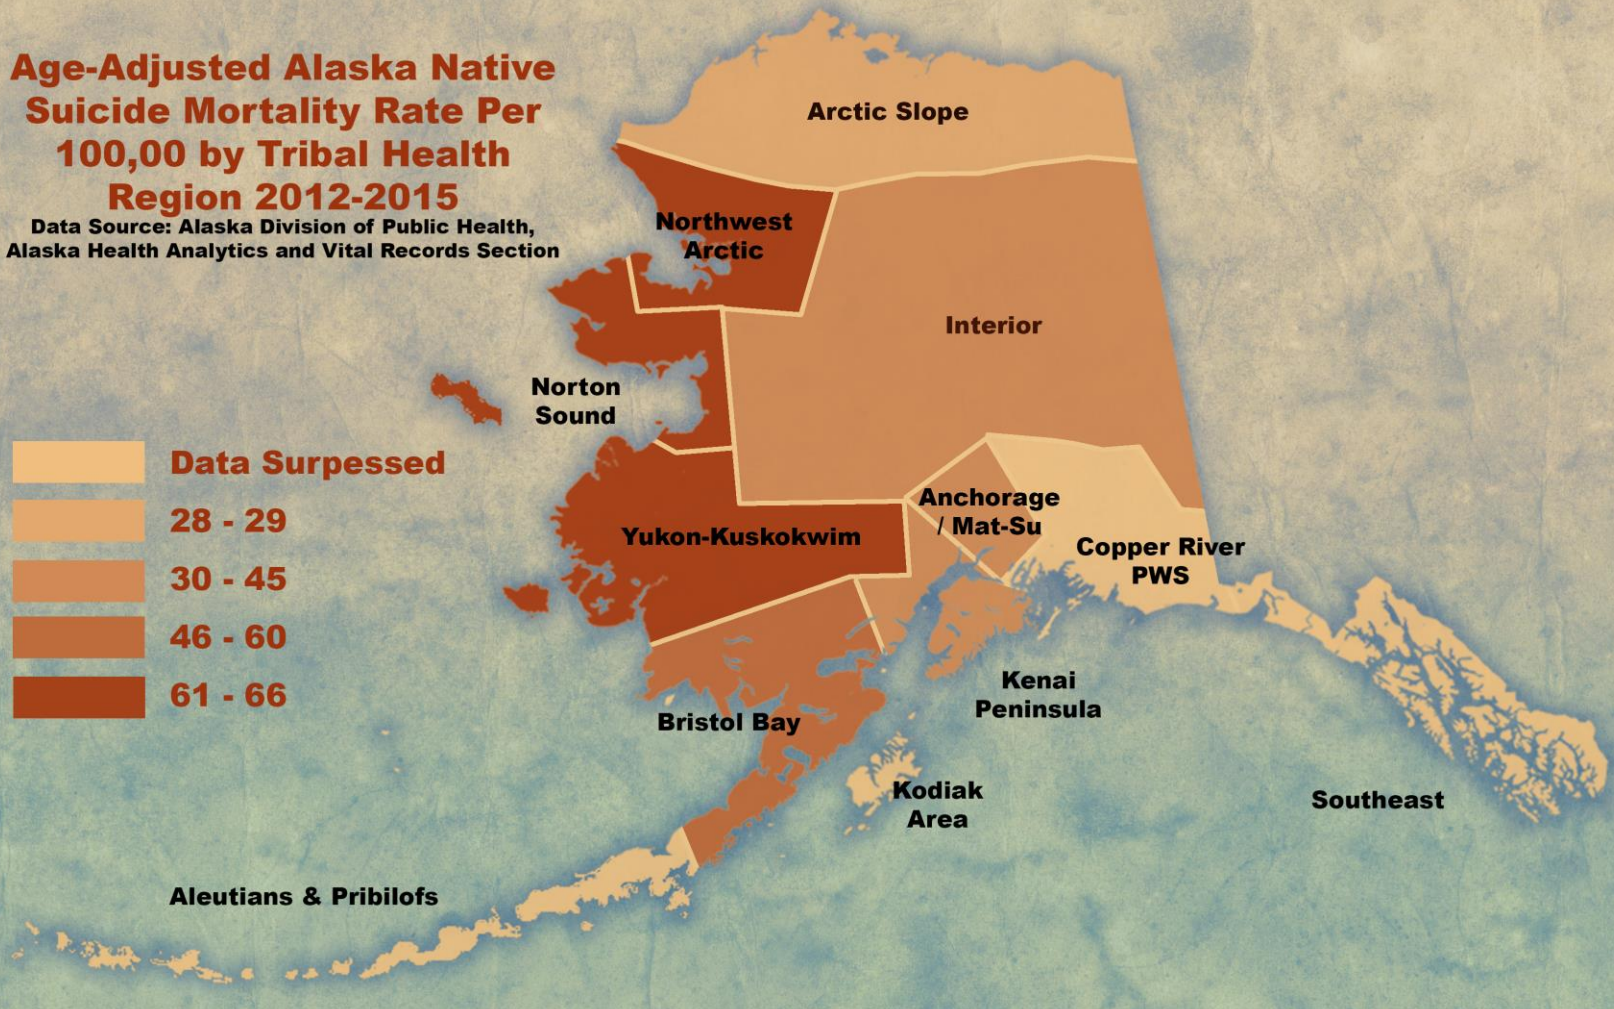 Age-Adjusted Alaska Native
Suicide Mortality Rate Per
100,00 by Tribal Health
Region 2012-2015
Data Source: Alaska Division of Public Health,
Alaska Health Analytics and Vital Records Section
Arctic Slope
Northwest
Arctic
Interior
Norton
Sound
Data Surpessed
28 - 29
30 - 45
46 - 60
61 - 66
Yukon-Kuskokwim
Anchorage
/ Mat-Su
Copper River
PWS
Kenai
Peninsula
Bristol Bay
Kodiak
Area
Southeast
Aleutians & Pribilofs